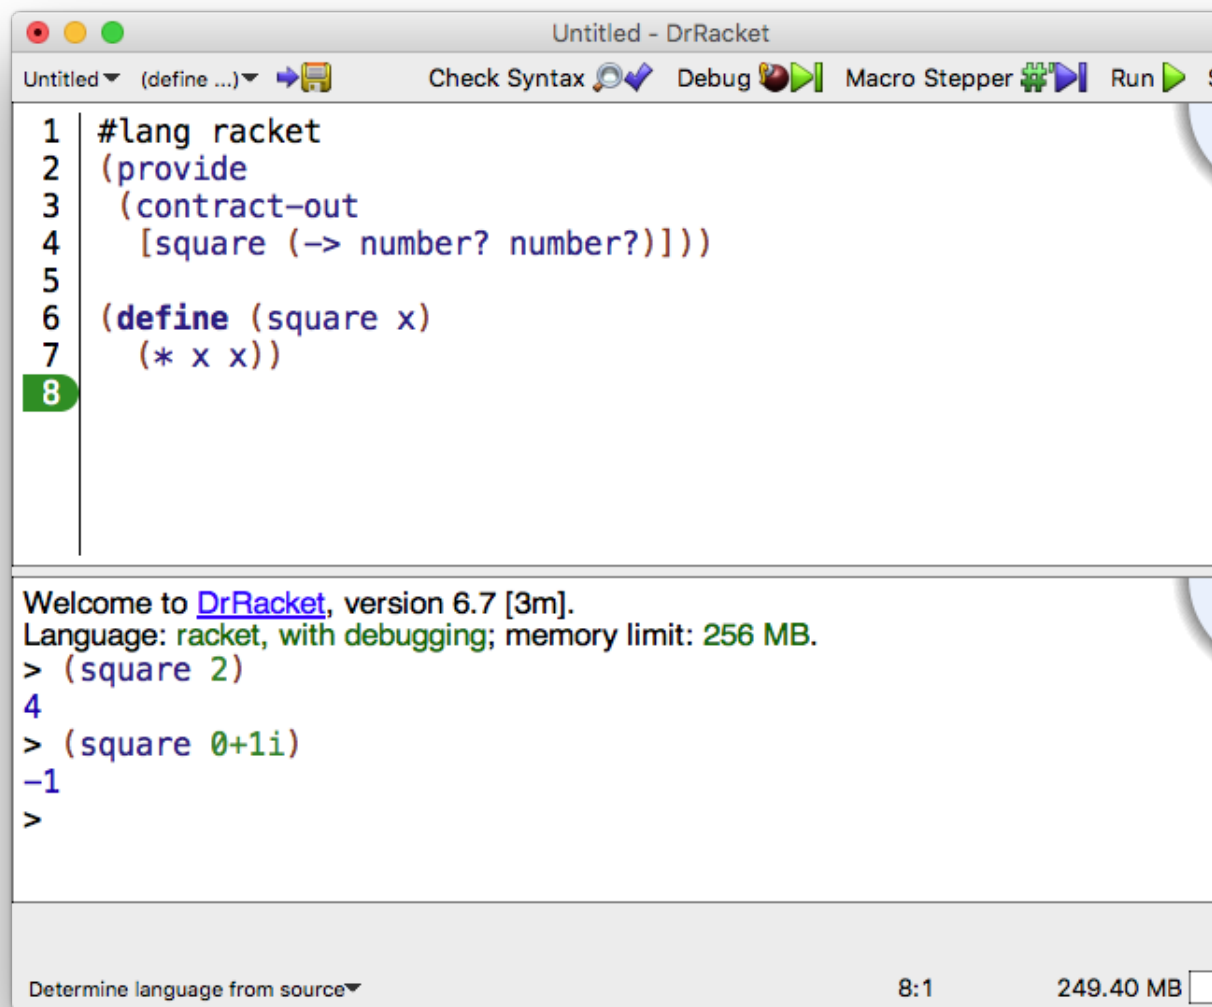 Untitled - DrRacket
Untitled (define ...) Check Syntax Debug Macro Stepper Run
1 #lang racket
2 (provide
3  (contract-out
4   [square (-> number? number?)]))
5
6 (define (square x)
7   (* x x))
8
Welcome to DrRacket, version 6.7 [3m].
Language: racket, with debugging; memory limit: 256 MB.
> (square 2)
4
> (square 0+1i)
-1
>
Determine language from source 8:1 249.40 MB